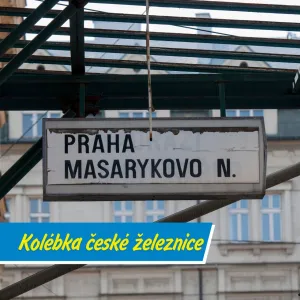 PRAHA
MASARYKOVO N.
Kolébka české železnice